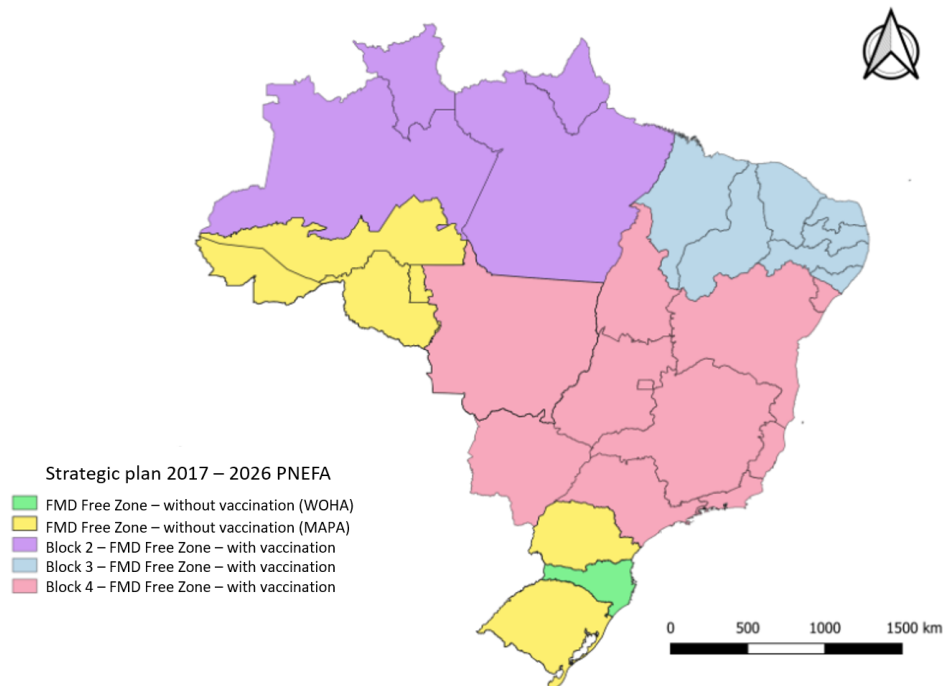 Strategic plan 2017 – 2026 PNEFA
FMD Free Zone – without vaccination (WOHA)
FMD Free Zone – without vaccination (MAPA)
Block 2 – FMD Free Zone – with vaccination
Block 3 – FMD Free Zone – with vaccination
Block 4 – FMD Free Zone – with vaccination
0 500 1000 1500 km